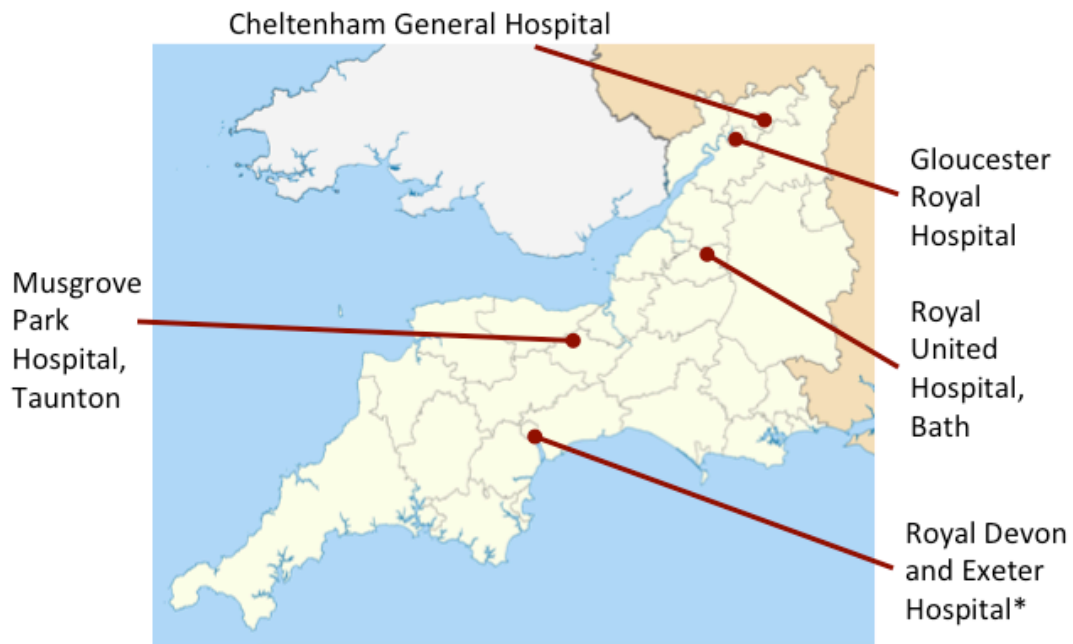 Cheltenham General Hospital
Gloucester
Royal
Hospital
Musgrove
Park
Hospital,
Taunton
Royal
United
Hospital,
Bath
Royal Devon
and Exeter
Hospital*